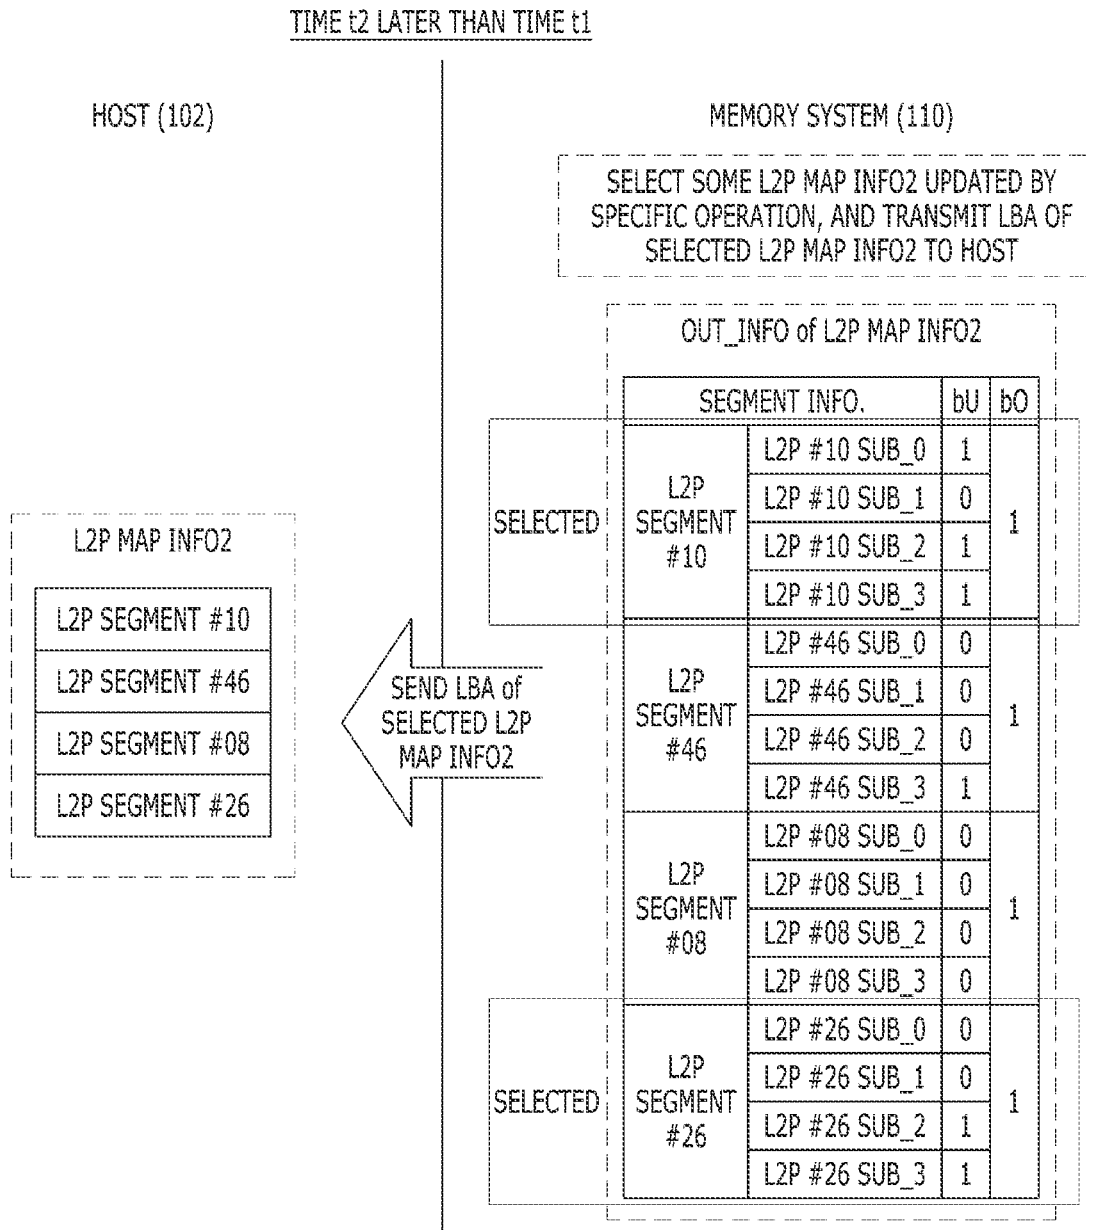 TIME t2 LATER THAN TIME t1
HOST (102)
MEMORY SYSTEM (110)
SELECT SOME L2P MAP INFO2 UPDATED BY
SPECIFIC OPERATION, AND TRANSMIT LBA OF
SELECTED L2P MAP INFO2 TO HOST
L2P MAP INFO2
L2P SEGMENT #10
L2P SEGMENT #46
L2P SEGMENT #08
L2P SEGMENT #26
SEND LBA of
SELECTED L2P
MAP INFO2
OUT_INFO of L2P MAP INFO2
SEGMENT INFO. bU bO
SELECTED
L2P
SEGMENT
#10
L2P #10 SUB_0 1
L2P #10 SUB_1 0
L2P #10 SUB_2 1
L2P #10 SUB_3 1
1
L2P
SEGMENT
#46
L2P #46 SUB_0 0
L2P #46 SUB_1 0
L2P #46 SUB_2 0
L2P #46 SUB_3 1
1
L2P
SEGMENT
#08
L2P #08 SUB_0 0
L2P #08 SUB_1 0
L2P #08 SUB_2 0
L2P #08 SUB_3 0
1
SELECTED
L2P
SEGMENT
#26
L2P #26 SUB_0 0
L2P #26 SUB_1 0
L2P #26 SUB_2 1
L2P #26 SUB_3 1
1